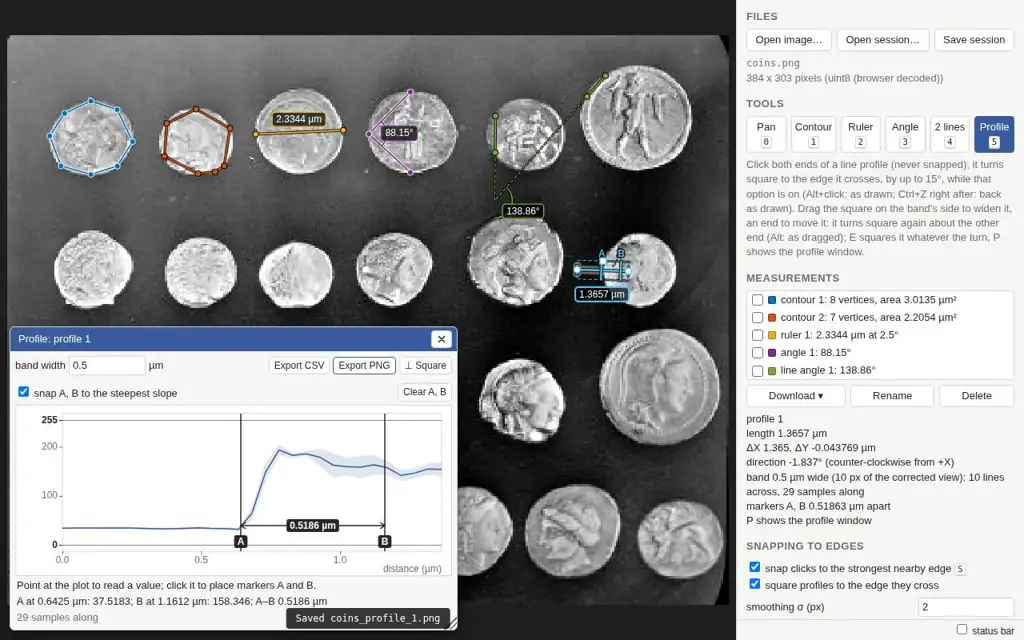 FILES
Open image…
Open session…
Save session
coins.png
384 x 303 pixels (uint8 (browser decoded))
TOOLS
Pan
0
Contour
1
Ruler
2
Angle
3
2 lines
4
Profile
5
Click both ends of a line profile (never snapped); it turns
square to the edge it crosses, by up to 15°, while that
option is on (Alt+click: as drawn; Ctrl+Z right after: back
as drawn). Drag the square on the band's side to widen it,
an end to move it: it turns square again about the other
end (Alt: as dragged); E squares it whatever the turn, P
shows the profile window.
MEASUREMENTS
contour 1: 8 vertices, area 3.0135 µm²
contour 2: 7 vertices, area 2.2054 µm²
ruler 1: 2.3344 µm at 2.5°
angle 1: 88.15°
line angle 1: 138.86°
Download ▾
Rename
Delete
profile 1
length 1.3657 µm
ΔX 1.365, ΔY -0.043769 µm
direction -1.837° (counter-clockwise from +X)
band 0.5 µm wide (10 px of the corrected view): 10 lines
across, 29 samples along
markers A, B 0.51863 µm apart
P shows the profile window
SNAPPING TO EDGES
snap clicks to the strongest nearby edge S
square profiles to the edge they cross
smoothing σ (px) 2
status bar
2.3344 µm
88.15°
138.86°
A B
1.3657 µm
Profile: profile 1
✕
band width 0.5 µm
Export CSV
Export PNG
⊥ Square
snap A, B to the steepest slope
Clear A, B
255
200
100
0
0.5186 µm
A
B
0.0
0.5
1.0
distance (µm)
Point at the plot to read a value; click it to place markers A and B.
A at 0.6425 µm: 37.5183; B at 1.1612 µm: 158.346; A–B 0.5186 µm
29 samples along
Saved coins_profile_1.png